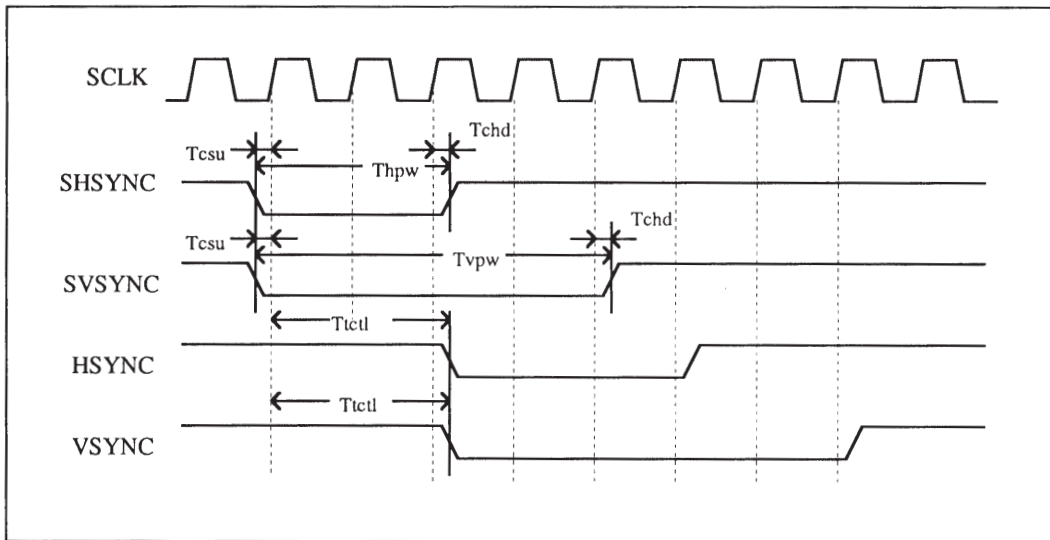 SCLK
Tchd
Tcsu
Thpw
SHSYNC
Tchd
Tcsu
Tvpw
SVSYNC
Ttctl
HSYNC
Ttctl
VSYNC